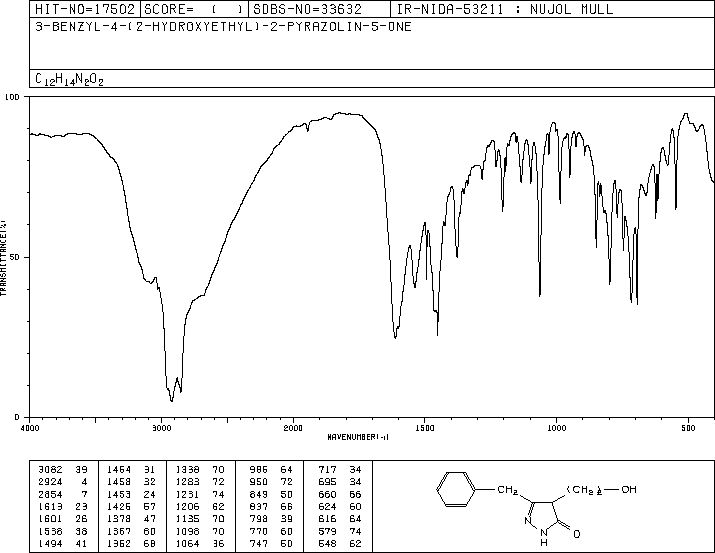 HIT-NO=17502 SCORE= ( ) SDBS-NO=33632 IR-NIDA-53211 : NUJOL MULL
3-BENZYL-4-(2-HYDROXYETHYL)-2-PYRAZOLIN-5-ONE
C12H14N2O2
100
TRANSMITTANCE(%)
50
0
4000 3000 2000 1500 1000 500
WAVENUMBER(-1)
3082 39 1464 31 1338 70 986 64 717 34
2924 4 1458 32 1283 72 950 72 695 34
2854 7 1453 24 1231 74 849 50 660 66
1613 23 1426 57 1206 62 837 66 624 60
1601 26 1378 47 1135 70 798 39 616 64
1538 38 1367 60 1098 70 770 60 579 74
1494 41 1362 68 1064 36 747 50 548 62
CH2 (CH2)2 OH
N
N
H
O